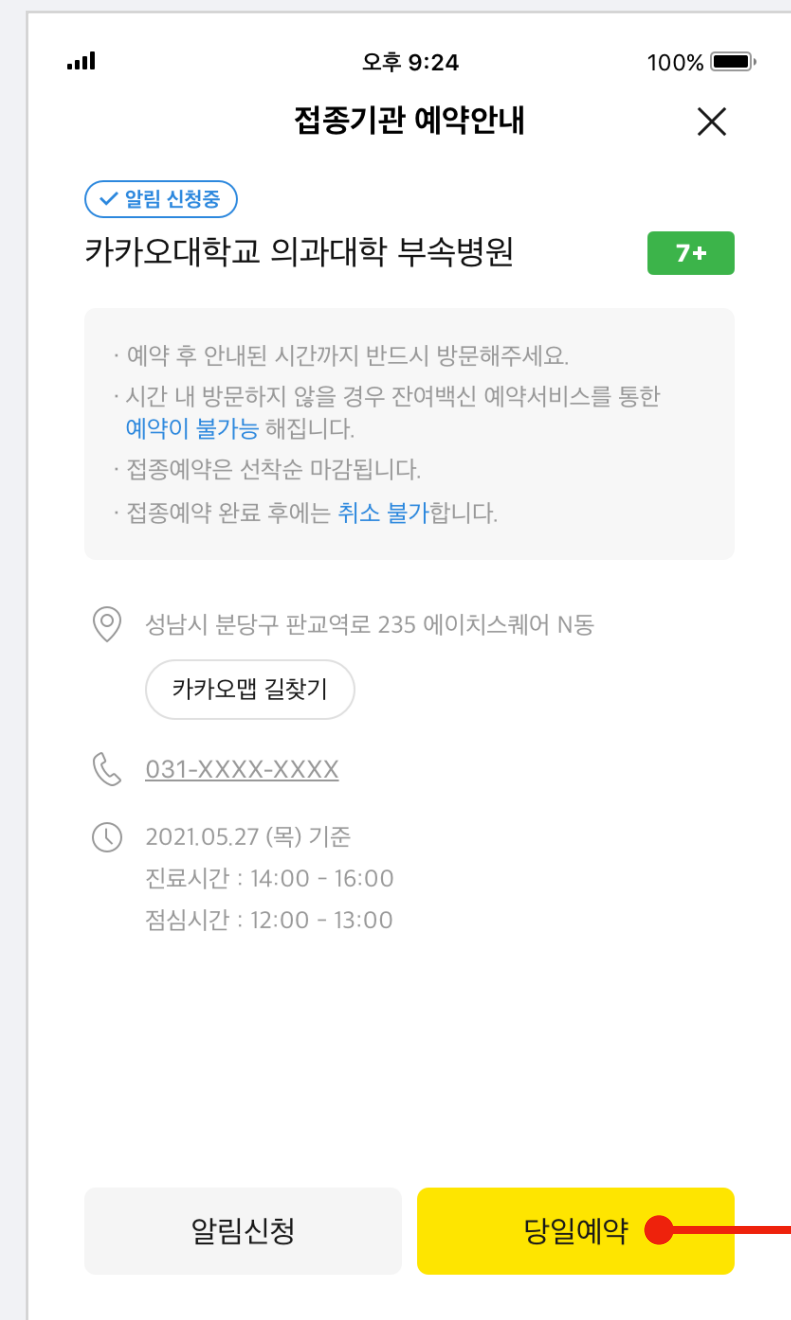 오후 9:24
100%
접종기관 예약안내
알림 신청중
카카오대학교 의과대학 부속병원
7+
· 예약 후 안내된 시간까지 반드시 방문해주세요.
· 시간 내 방문하지 않을 경우 잔여백신 예약서비스를 통한
예약이 불가능 해집니다.
· 접종예약은 선착순 마감됩니다.
· 접종예약 완료 후에는 취소 불가합니다.
성남시 분당구 판교역로 235 에이치스퀘어 N동
카카오맵 길찾기
031-XXXX-XXXX
2021.05.27 (목) 기준
진료시간 : 14:00 - 16:00
점심시간 : 12:00 - 13:00
알림신청
당일예약